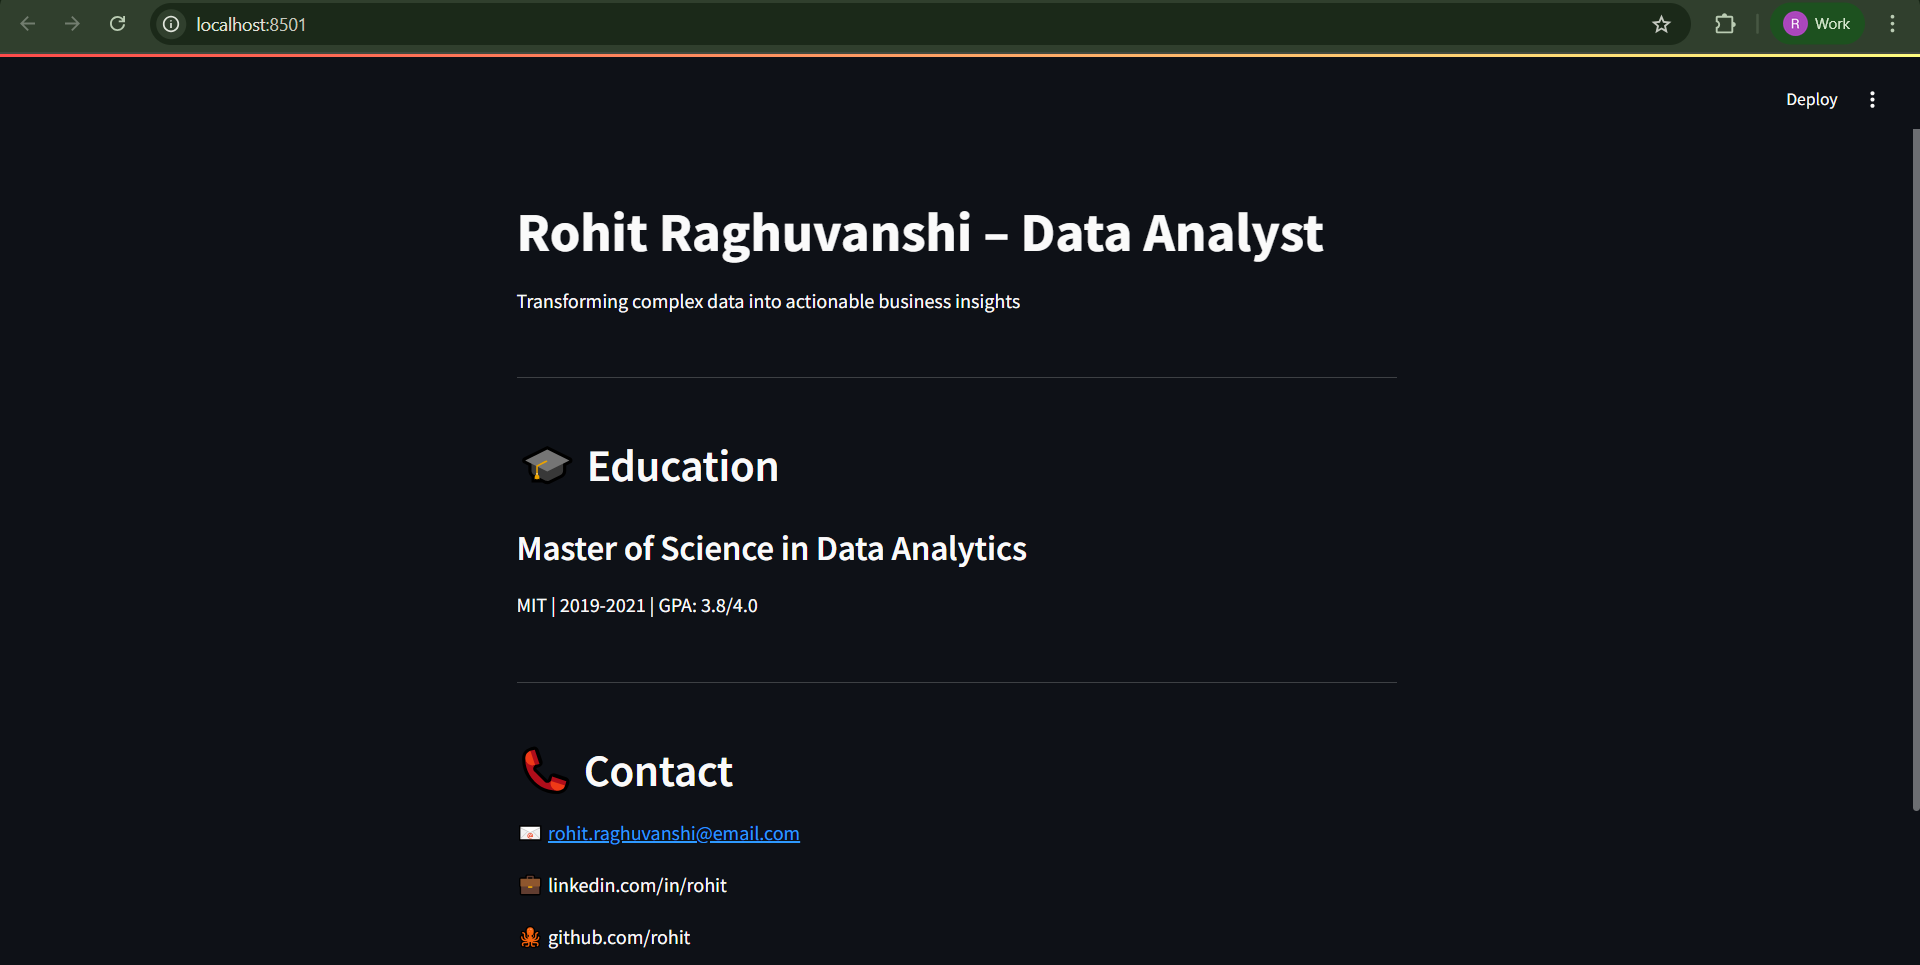 localhost:8501
R Work
Deploy
Rohit Raghuvanshi – Data Analyst
Transforming complex data into actionable business insights
🎓 Education
Master of Science in Data Analytics
MIT | 2019-2021 | GPA: 3.8/4.0
📞 Contact
📧 rohit.raghuvanshi@email.com
💼 linkedin.com/in/rohit
🐙 github.com/rohit